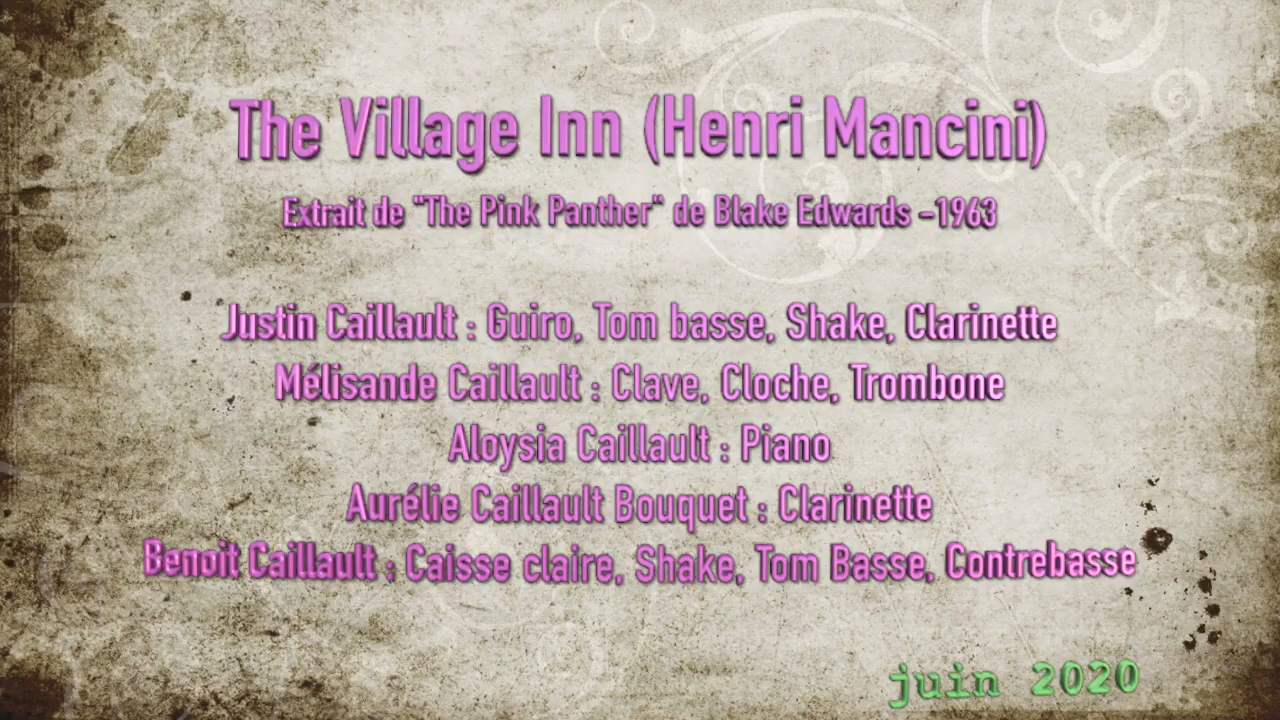 The Village Inn (Henri Mancini)
Extrait de "The Pink Panther" de Blake Edwards -1963
Justin Caillault : Guiro, Tom basse, Shake, Clarinette
Mélisande Caillault : Clave, Cloche, Trombone
Aloysia Caillault : Piano
Aurélie Caillault Bouquet : Clarinette
Benoit Caillault : Caisse claire, Shake, Tom Basse, Contrebasse
juin 2020